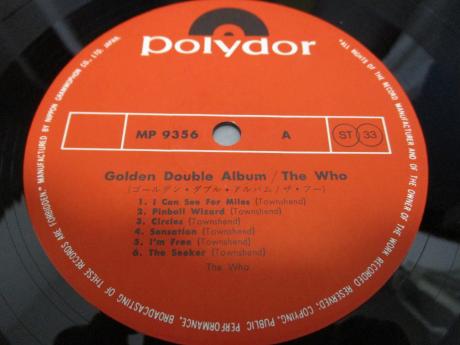 polydor
MP 9356
A
ST 33
Golden Double Album / The Who
(ゴールデン・ダブル・アルバム / ザ・フー)
1. I Can See For Miles (Townshend)
2. Pinball Wizard (Townshend)
3. Circles (Townshend)
4. Sensation (Townshend)
5. I'm Free (Townshend)
6. The Seeker (Townshend)
The Who
"ALL RIGHTS OF THE RECORD MANUFACTURER AND OF THE OWNER OF THE WORK RECORDED RESERVED. COPYING, PUBLIC PERFORMANCE, BROADCASTING OF THESE RECORDS ARE FORBIDDEN." MANUFACTURED BY NIPPON GRAMMOPHON CO., LTD. JAPAN.